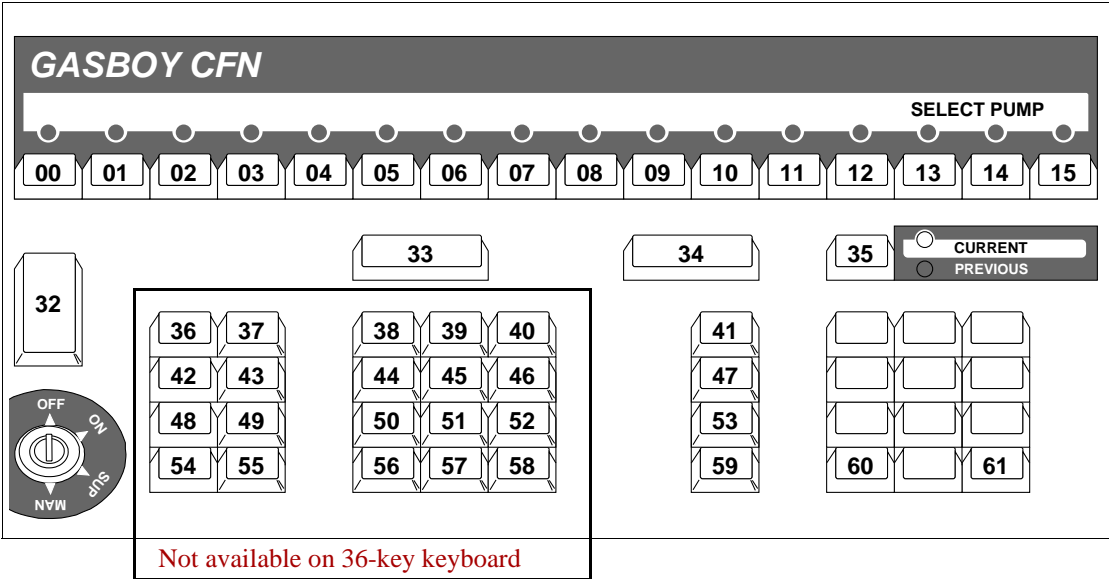 GASBOY CFN
SELECT PUMP
00 01 02 03 04 05 06 07 08 09 10 11 12 13 14 15
33 34 35 CURRENT
PREVIOUS
32
36 37 38 39 40 41
42 43 44 45 46 47
48 49 50 51 52 53
54 55 56 57 58 59 60 61
OFF
ON
SUP
MAN
Not available on 36-key keyboard